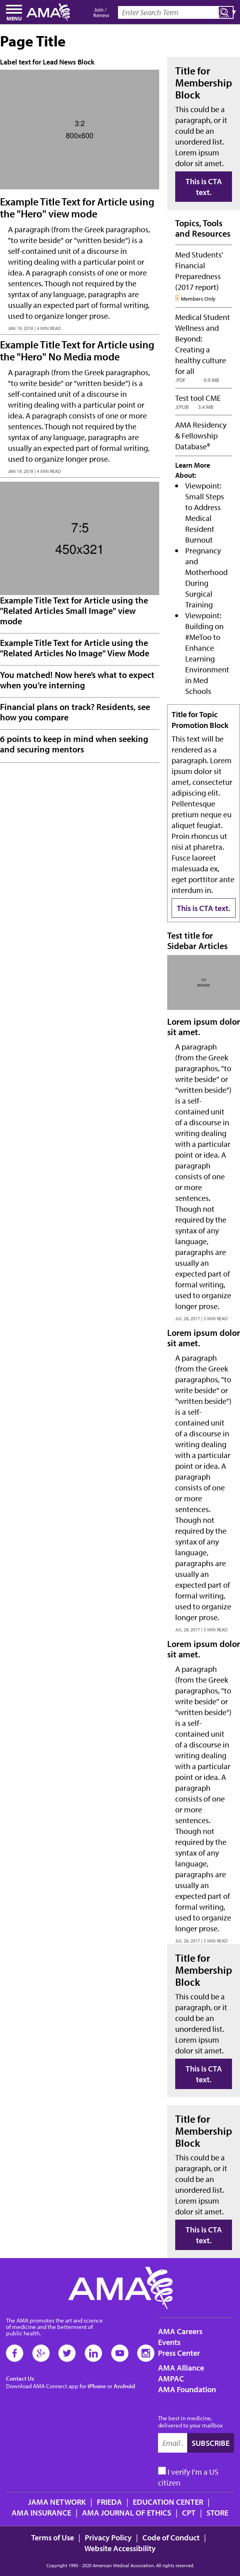 MENU
AMA
Join /
Renew
Enter Search Term
Page Title
Label text for Lead News Block
3:2
800x600
Example Title Text for Article using
the "Hero" view mode
A paragraph (from the Greek paragraphos,
"to write beside" or "written beside") is a
self-contained unit of a discourse in
writing dealing with a particular point or
idea. A paragraph consists of one or more
sentences. Though not required by the
syntax of any language, paragraphs are
usually an expected part of formal writing,
used to organize longer prose.
JAN 19, 2018 | 4 MIN READ
Example Title Text for Article using
the "Hero" No Media mode
A paragraph (from the Greek paragraphos,
"to write beside" or "written beside") is a
self-contained unit of a discourse in
writing dealing with a particular point or
idea. A paragraph consists of one or more
sentences. Though not required by the
syntax of any language, paragraphs are
usually an expected part of formal writing,
used to organize longer prose.
JAN 19, 2018 | 4 MIN READ
7:5
450x321
Example Title Text for Article using the
"Related Articles Small Image" view
mode
Example Title Text for Article using the
"Related Articles No Image" View Mode
You matched! Now here's what to expect
when you're interning
Financial plans on track? Residents, see
how you compare
6 points to keep in mind when seeking
and securing mentors
Title for
Membership
Block
This could be a
paragraph, or it
could be an
unordered list.
Lorem ipsum
dolor sit amet.
This is CTA
text.
Topics, Tools
and Resources
Med Students'
Financial
Preparedness
(2017 report)
Members Only
Medical Student
Wellness and
Beyond:
Creating a
healthy culture
for all
.PDF 9.9 MB
Test tool CME
.EPUB 3.4 MB
AMA Residency
& Fellowship
Database®
Learn More
About:
• Viewpoint:
Small Steps
to Address
Medical
Resident
Burnout
• Pregnancy
and
Motherhood
During
Surgical
Training
• Viewpoint:
Building on
#MeToo to
Enhance
Learning
Environment
in Med
Schools
Title for Topic
Promotion Block
This text will be
rendered as a
paragraph. Lorem
ipsum dolor sit
amet, consectetur
adipiscing elit.
Pellentesque
pretium neque eu
aliquet feugiat.
Proin rhoncus ut
nisi at pharetra.
Fusce laoreet
malesuada ex,
eget porttitor ante
interdum in.
This is CTA text.
Test title for
Sidebar Articles
3:2
800x600
Lorem ipsum dolor
sit amet.
A paragraph
(from the Greek
paragraphos, "to
write beside" or
"written beside")
is a self-
contained unit
of a discourse in
writing dealing
with a particular
point or idea. A
paragraph
consists of one
or more
sentences.
Though not
required by the
syntax of any
language,
paragraphs are
usually an
expected part of
formal writing,
used to organize
longer prose.
JUL 28, 2017 | 5 MIN READ
Lorem ipsum dolor
sit amet.
A paragraph
(from the Greek
paragraphos, "to
write beside" or
"written beside")
is a self-
contained unit
of a discourse in
writing dealing
with a particular
point or idea. A
paragraph
consists of one
or more
sentences.
Though not
required by the
syntax of any
language,
paragraphs are
usually an
expected part of
formal writing,
used to organize
longer prose.
JUL 28, 2017 | 5 MIN READ
Lorem ipsum dolor
sit amet.
A paragraph
(from the Greek
paragraphos, "to
write beside" or
"written beside")
is a self-
contained unit
of a discourse in
writing dealing
with a particular
point or idea. A
paragraph
consists of one
or more
sentences.
Though not
required by the
syntax of any
language,
paragraphs are
usually an
expected part of
formal writing,
used to organize
longer prose.
JUL 28, 2017 | 5 MIN READ
Title for
Membership
Block
This could be a
paragraph, or it
could be an
unordered list.
Lorem ipsum
dolor sit amet.
This is CTA
text.
Title for
Membership
Block
This could be a
paragraph, or it
could be an
unordered list.
Lorem ipsum
dolor sit amet.
This is CTA
text.
AMA
The AMA promotes the art and science
of medicine and the betterment of
public health.
Contact Us
Download AMA Connect app for iPhone or Android
AMA Careers
Events
Press Center
AMA Alliance
AMPAC
AMA Foundation
The best in medicine,
delivered to your mailbox
Email SUBSCRIBE
I verify I'm a US
citizen
JAMA NETWORK | FRIEDA | EDUCATION CENTER |
AMA INSURANCE | AMA JOURNAL OF ETHICS | CPT | STORE
Terms of Use | Privacy Policy | Code of Conduct |
Website Accessibility
Copyright 1995 - 2020 American Medical Association. All rights reserved.